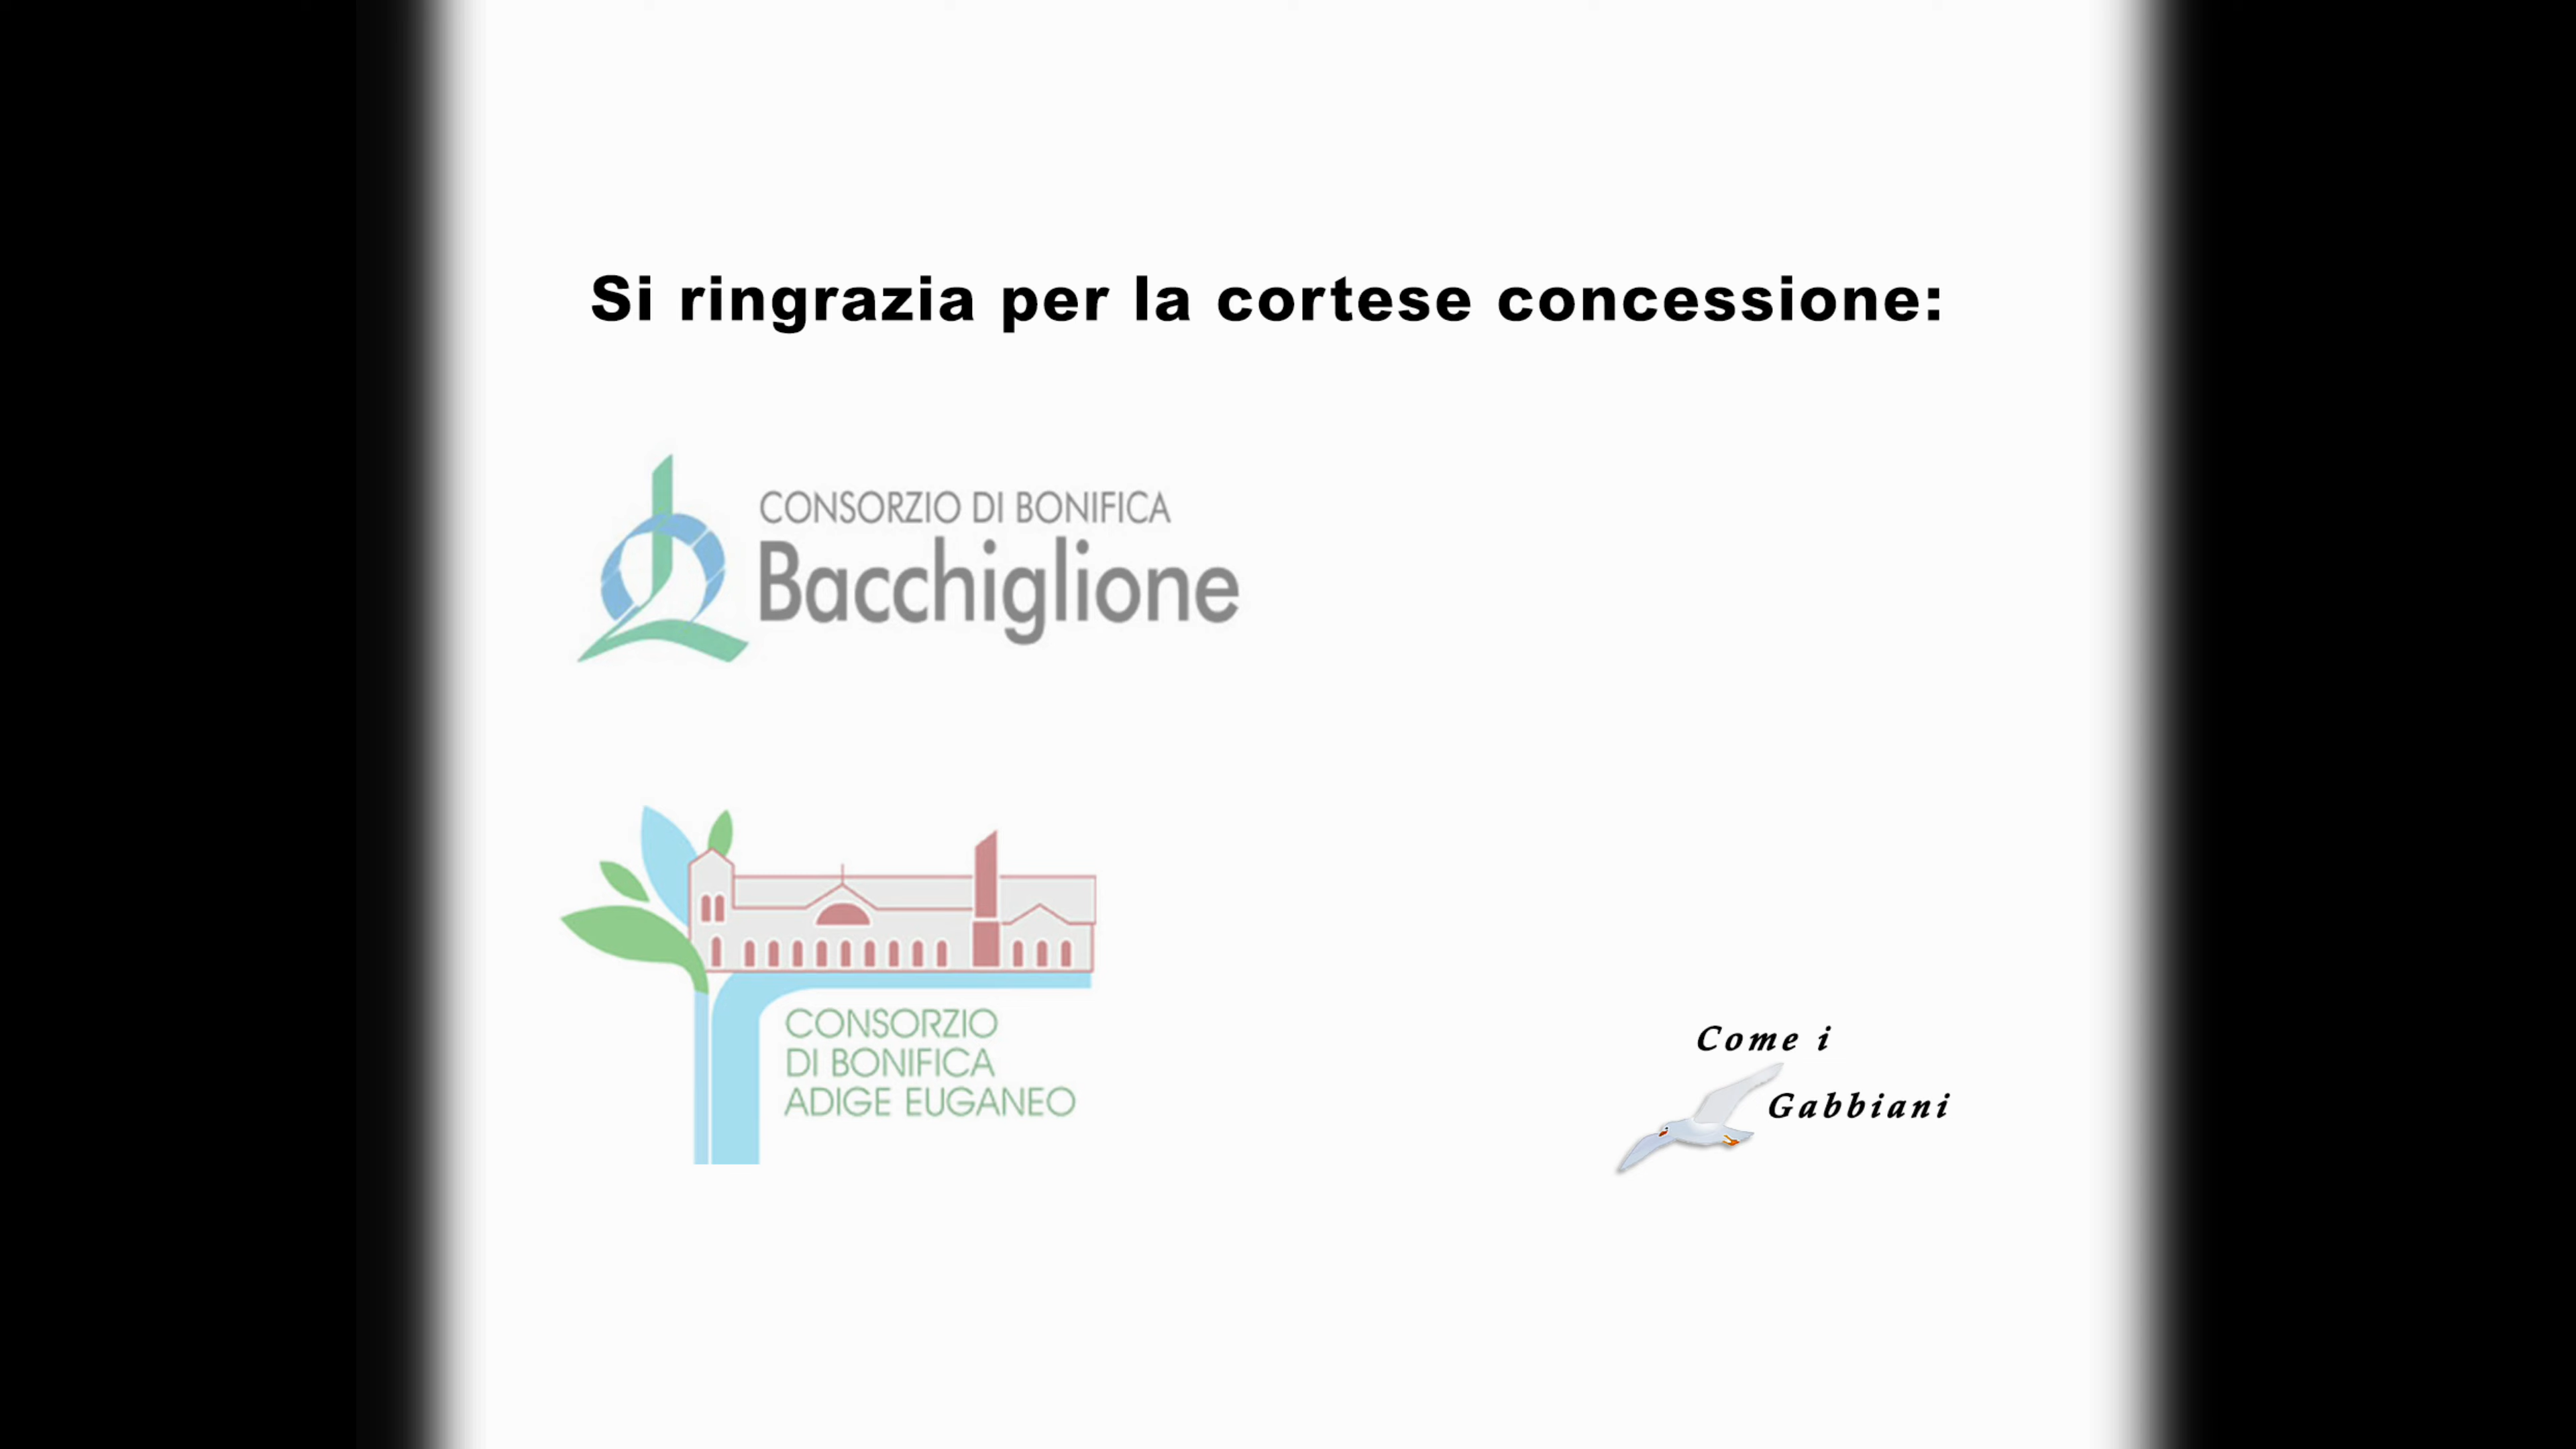 Si ringrazia per la cortese concessione:
CONSORZIO DI BONIFICA
Bacchiglione
CONSORZIO
DI BONIFICA
ADIGE EUGANEO
Come i
Gabbiani